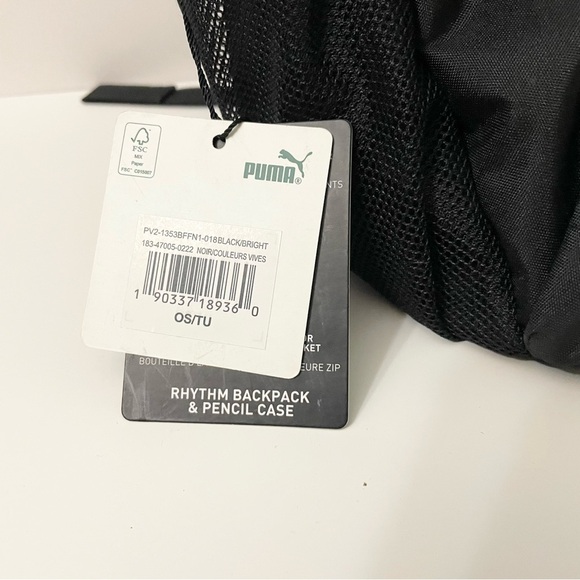 FSC
MIX
Paper
PUMA®
NTS
PV2-1353BFFN1-018BLACK/BRIGHT
183-47005-0222 NOIR/COULEURS VIVES
1 90337 18936 0
OS/TU
KET
BOUTEILLE D'E
EURE ZIP
RHYTHM BACKPACK
& PENCIL CASE